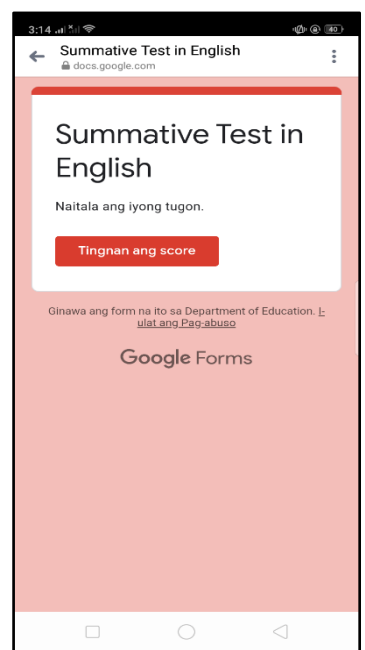 3:14
40
Summative Test in English
docs.google.com
Summative Test in
English
Naitala ang iyong tugon.
Tingnan ang score
Ginawa ang form na ito sa Department of Education. I-
ulat ang Pag-abuso
Google Forms